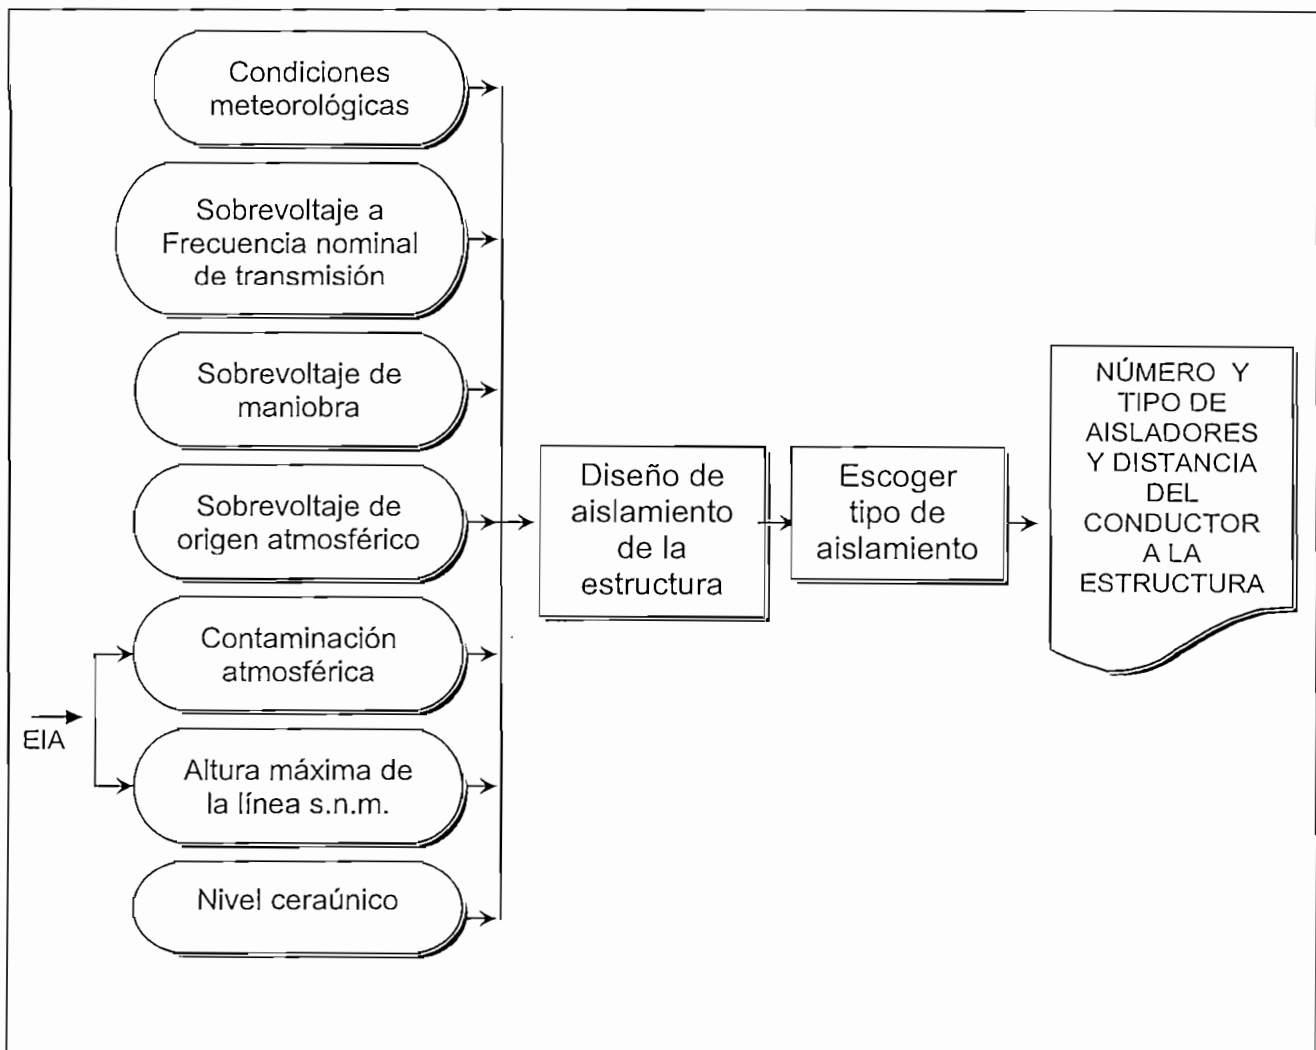 Condiciones
meteorológicas
Sobrevoltaje a
Frecuencia nominal
de transmisión
Sobrevoltaje de
maniobra
Sobrevoltaje de
origen atmosférico
Contaminación
atmosférica
EIA
Altura máxima de
la línea s.n.m.
Nivel ceraúnico
Diseño de
aislamiento
de la
estructura
Escoger
tipo de
aislamiento
NÚMERO Y
TIPO DE
AISLADORES
Y DISTANCIA
DEL
CONDUCTOR
A LA
ESTRUCTURA